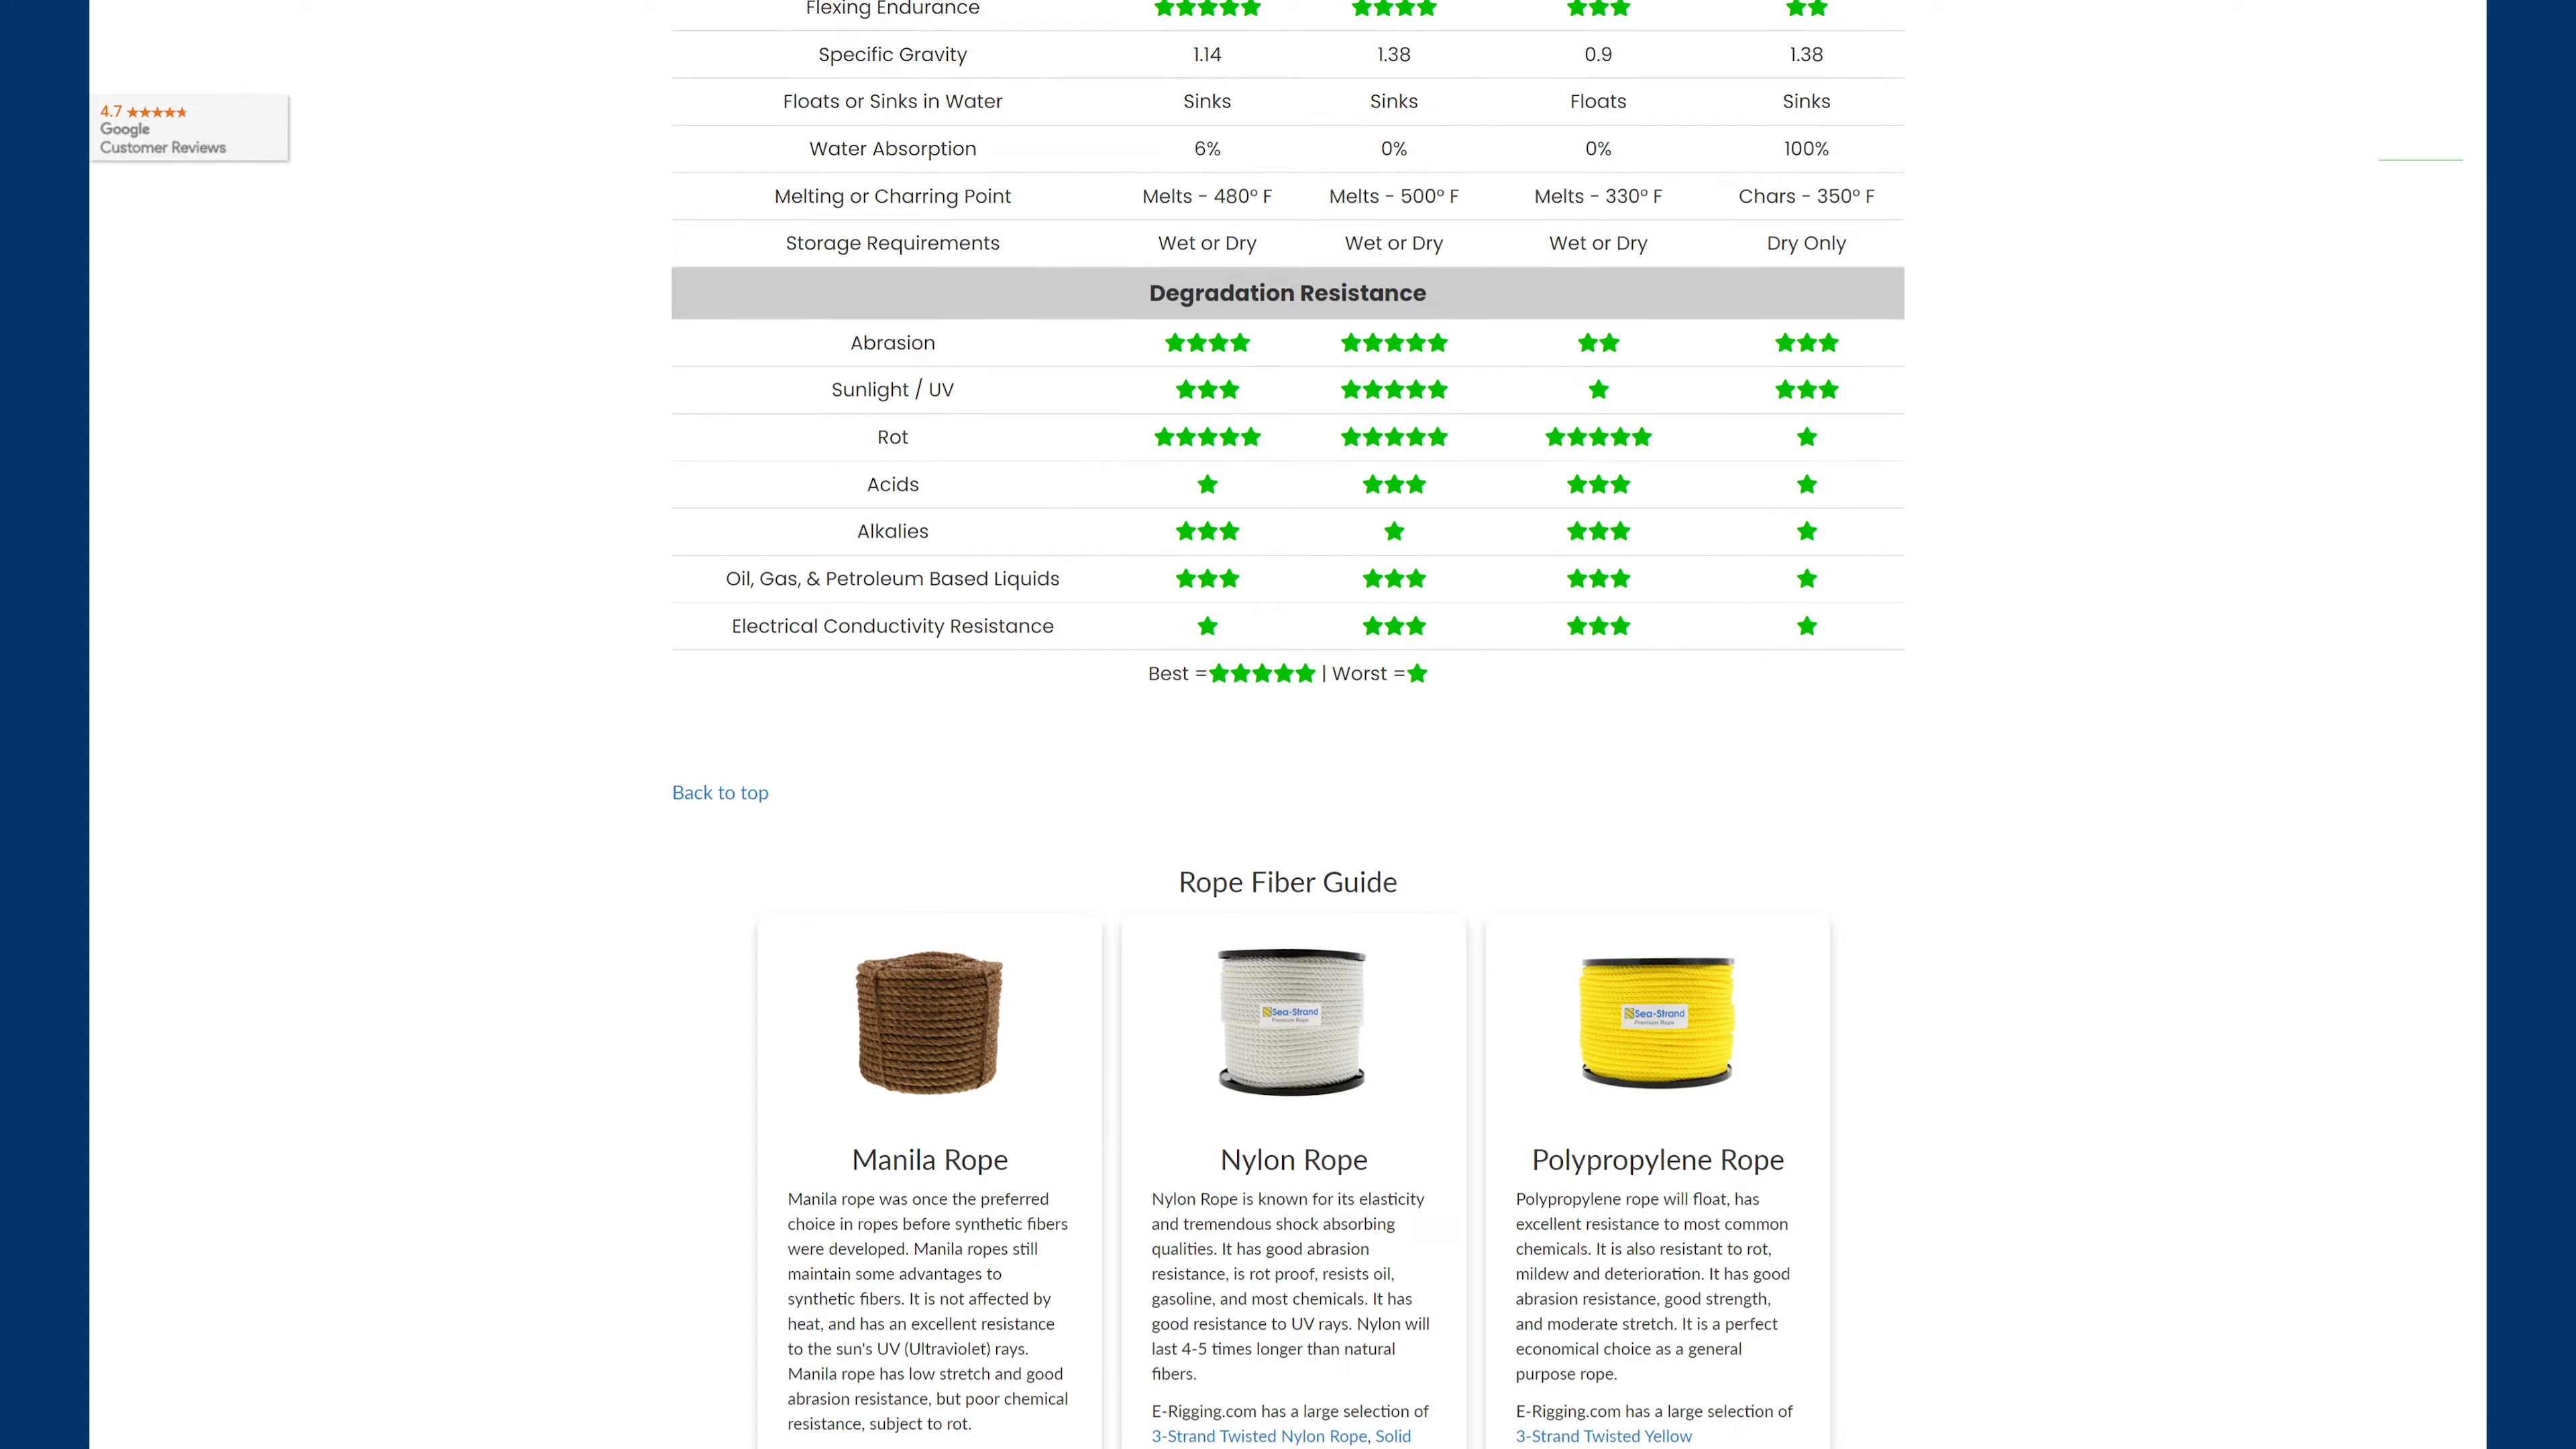 Flexing Endurance ★★★★★ ★★★★ ★★★ ★★
Specific Gravity 1.14 1.38 0.9 1.38
Floats or Sinks in Water Sinks Sinks Floats Sinks
4.7 ★★★★★
Google
Customer Reviews
Water Absorption 6% 0% 0% 100%
Melting or Charring Point Melts - 480° F Melts - 500° F Melts - 330° F Chars - 350° F
Storage Requirements Wet or Dry Wet or Dry Wet or Dry Dry Only
Degradation Resistance
Abrasion ★★★★ ★★★★★ ★★ ★★★
Sunlight / UV ★★★ ★★★★★ ★ ★★★
Rot ★★★★★ ★★★★★ ★★★★★ ★
Acids ★ ★★★ ★★★ ★
Alkalies ★★★ ★ ★★★ ★
Oil, Gas, & Petroleum Based Liquids ★★★ ★★★ ★★★ ★
Electrical Conductivity Resistance ★ ★★★ ★★★ ★
Best =★★★★★ | Worst =★
Back to top
Rope Fiber Guide
Sea-Strand
Premium Rope
Sea-Strand
Premium Rope
Manila Rope
Manila rope was once the preferred
choice in ropes before synthetic fibers
were developed. Manila ropes still
maintain some advantages to
synthetic fibers. It is not affected by
heat, and has an excellent resistance
to the sun's UV (Ultraviolet) rays.
Manila rope has low stretch and good
abrasion resistance, but poor chemical
resistance, subject to rot.
Nylon Rope
Nylon Rope is known for its elasticity
and tremendous shock absorbing
qualities. It has good abrasion
resistance, is rot proof, resists oil,
gasoline, and most chemicals. It has
good resistance to UV rays. Nylon will
last 4-5 times longer than natural
fibers.
E-Rigging.com has a large selection of
3-Strand Twisted Nylon Rope, Solid
Polypropylene Rope
Polypropylene rope will float, has
excellent resistance to most common
chemicals. It is also resistant to rot,
mildew and deterioration. It has good
abrasion resistance, good strength,
and moderate stretch. It is a perfect
economical choice as a general
purpose rope.
E-Rigging.com has a large selection of
3-Strand Twisted Yellow